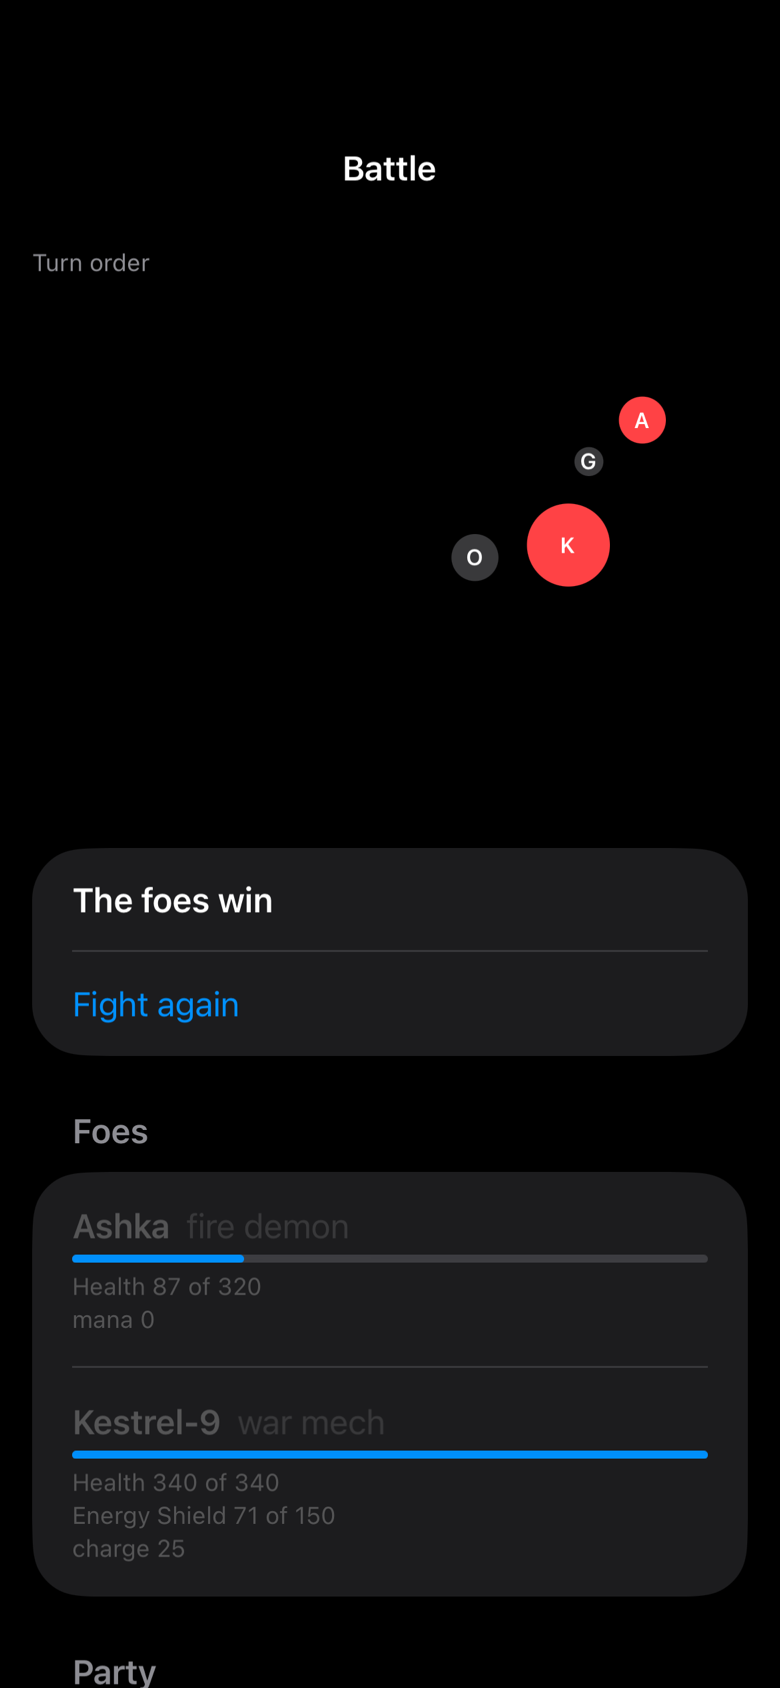 Battle
Turn order
A
G
K
O
The foes win
Fight again
Foes
Ashka fire demon
Health 87 of 320
mana 0
Kestrel-9 war mech
Health 340 of 340
Energy Shield 71 of 150
charge 25
Party